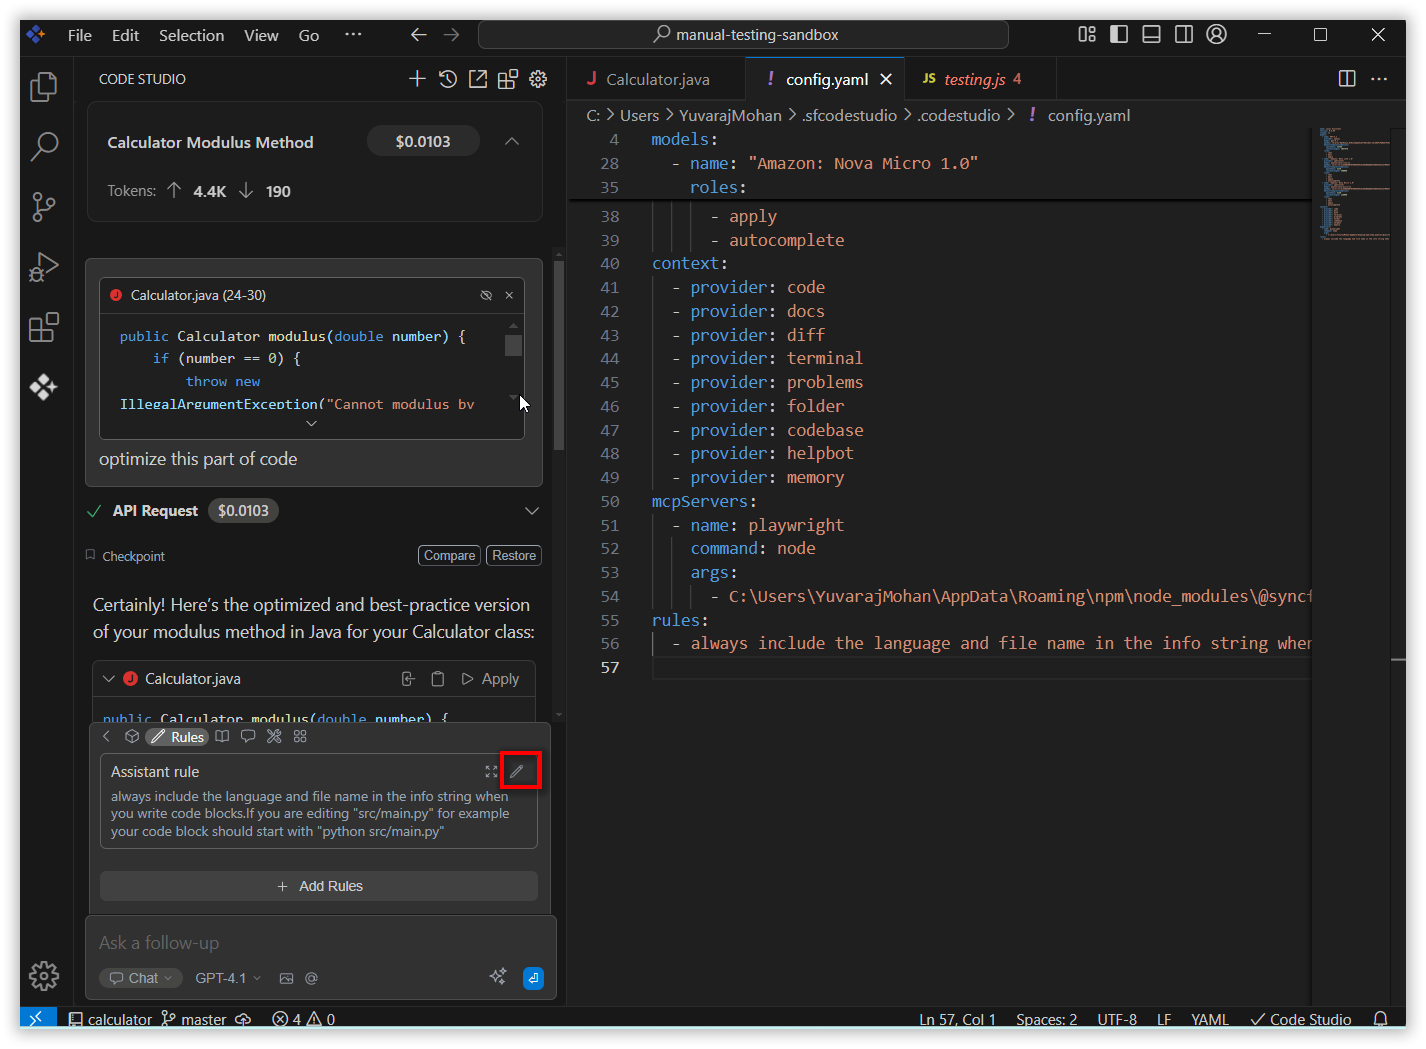 File Edit Selection View Go ··· manual-testing-sandbox
CODE STUDIO
Calculator Modulus Method $0.0103
Tokens: ↑ 4.4K ↓ 190
Calculator.java (24-30)
public Calculator modulus(double number) {
if (number == 0) {
throw new
IllegalArgumentException("Cannot modulus by
optimize this part of code
API Request $0.0103
Checkpoint Compare Restore
Certainly! Here’s the optimized and best-practice version
of your modulus method in Java for your Calculator class:
Calculator.java Apply
public Calculator modulus(double number) {
Rules
Assistant rule
always include the language and file name in the info string when
you write code blocks.If you are editing "src/main.py" for example
your code block should start with "python src/main.py"
+ Add Rules
Ask a follow-up
Chat GPT-4.1 @
J Calculator.java ! config.yaml JS testing.js 4
C: > Users > YuvarajMohan > .sfcodestudio > .codestudio > ! config.yaml
4 models:
28 - name: "Amazon: Nova Micro 1.0"
35 roles:
38 - apply
39 - autocomplete
40 context:
41 - provider: code
42 - provider: docs
43 - provider: diff
44 - provider: terminal
45 - provider: problems
46 - provider: folder
47 - provider: codebase
48 - provider: helpbot
49 - provider: memory
50 mcpServers:
51 - name: playwright
52 command: node
53 args:
54 - C:\Users\YuvarajMohan\AppData\Roaming\npm\node_modules\@syncf
55 rules:
56 - always include the language and file name in the info string when
57
calculator master 4 0 Ln 57, Col 1 Spaces: 2 UTF-8 LF YAML Code Studio